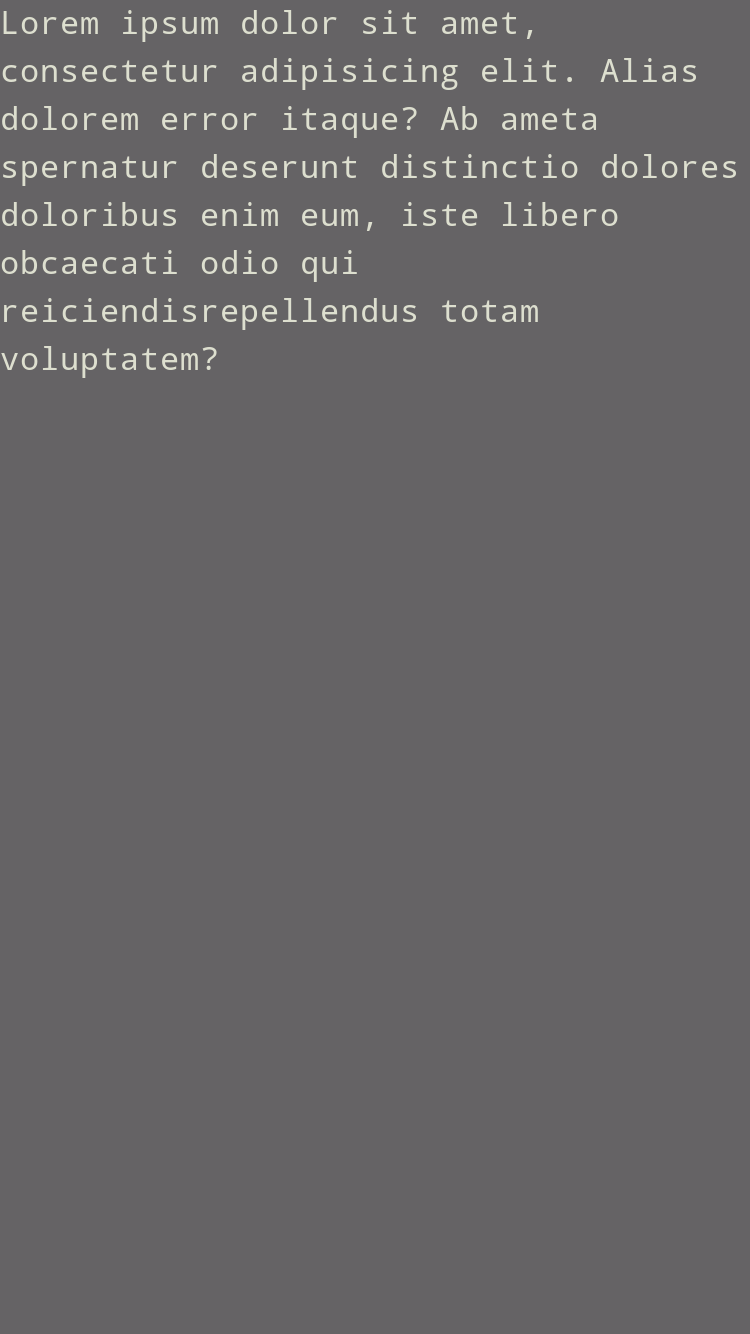 Lorem ipsum dolor sit amet,
consectetur adipisicing elit. Alias
dolorem error itaque? Ab ameta
spernatur deserunt distinctio dolores
doloribus enim eum, iste libero
obcaecati odio qui
reiciendisrepellendus totam
voluptatem?